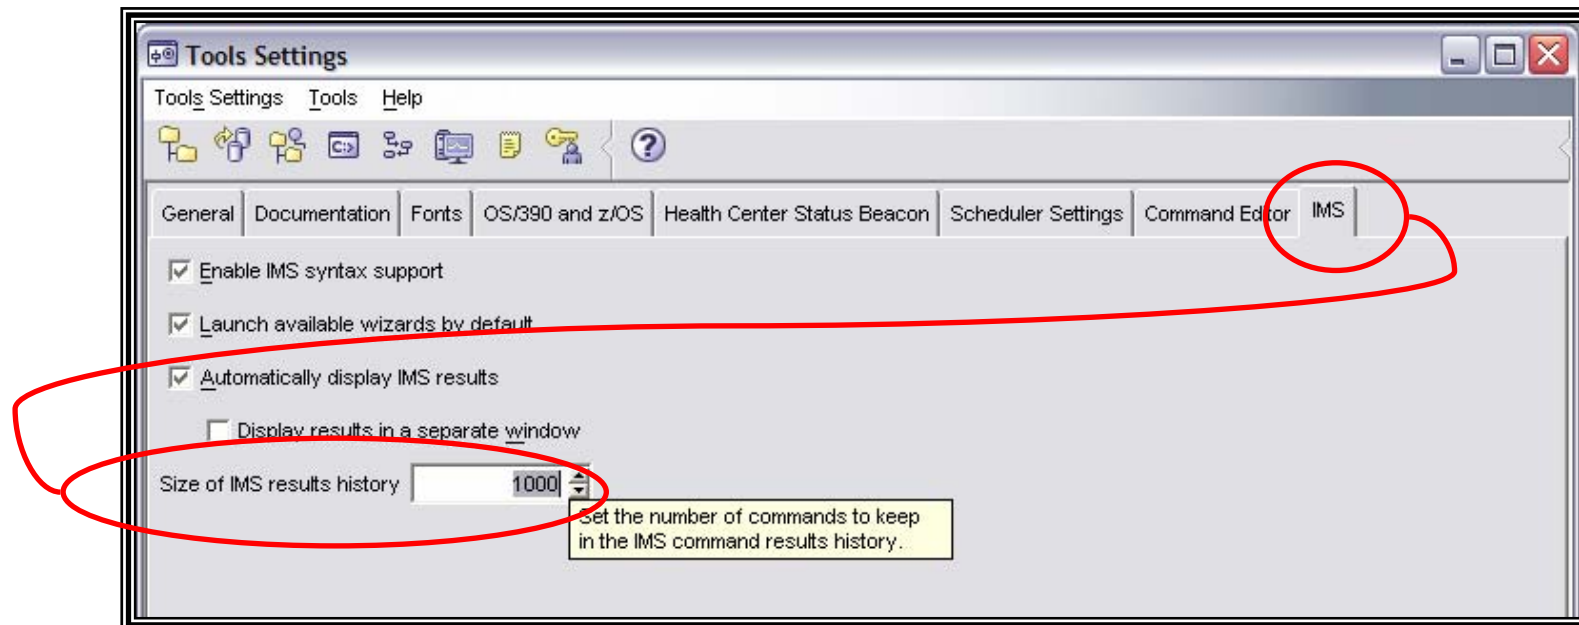 Tools Settings
Tools Settings Tools Help
C:>
General Documentation Fonts OS/390 and z/OS Health Center Status Beacon Scheduler Settings Command Editor IMS
Enable IMS syntax support
Launch available wizards by default
Automatically display IMS results
Display results in a separate window
Size of IMS results history 1000
Set the number of commands to keep
in the IMS command results history.